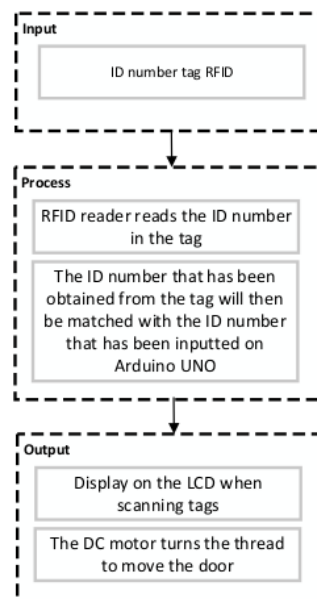 Input
ID number tag RFID
Process
RFID reader reads the ID number
in the tag
The ID number that has been
obtained from the tag will then
be matched with the ID number
that has been inputted on
Arduino UNO
Output
Display on the LCD when
scanning tags
The DC motor turns the thread
to move the door